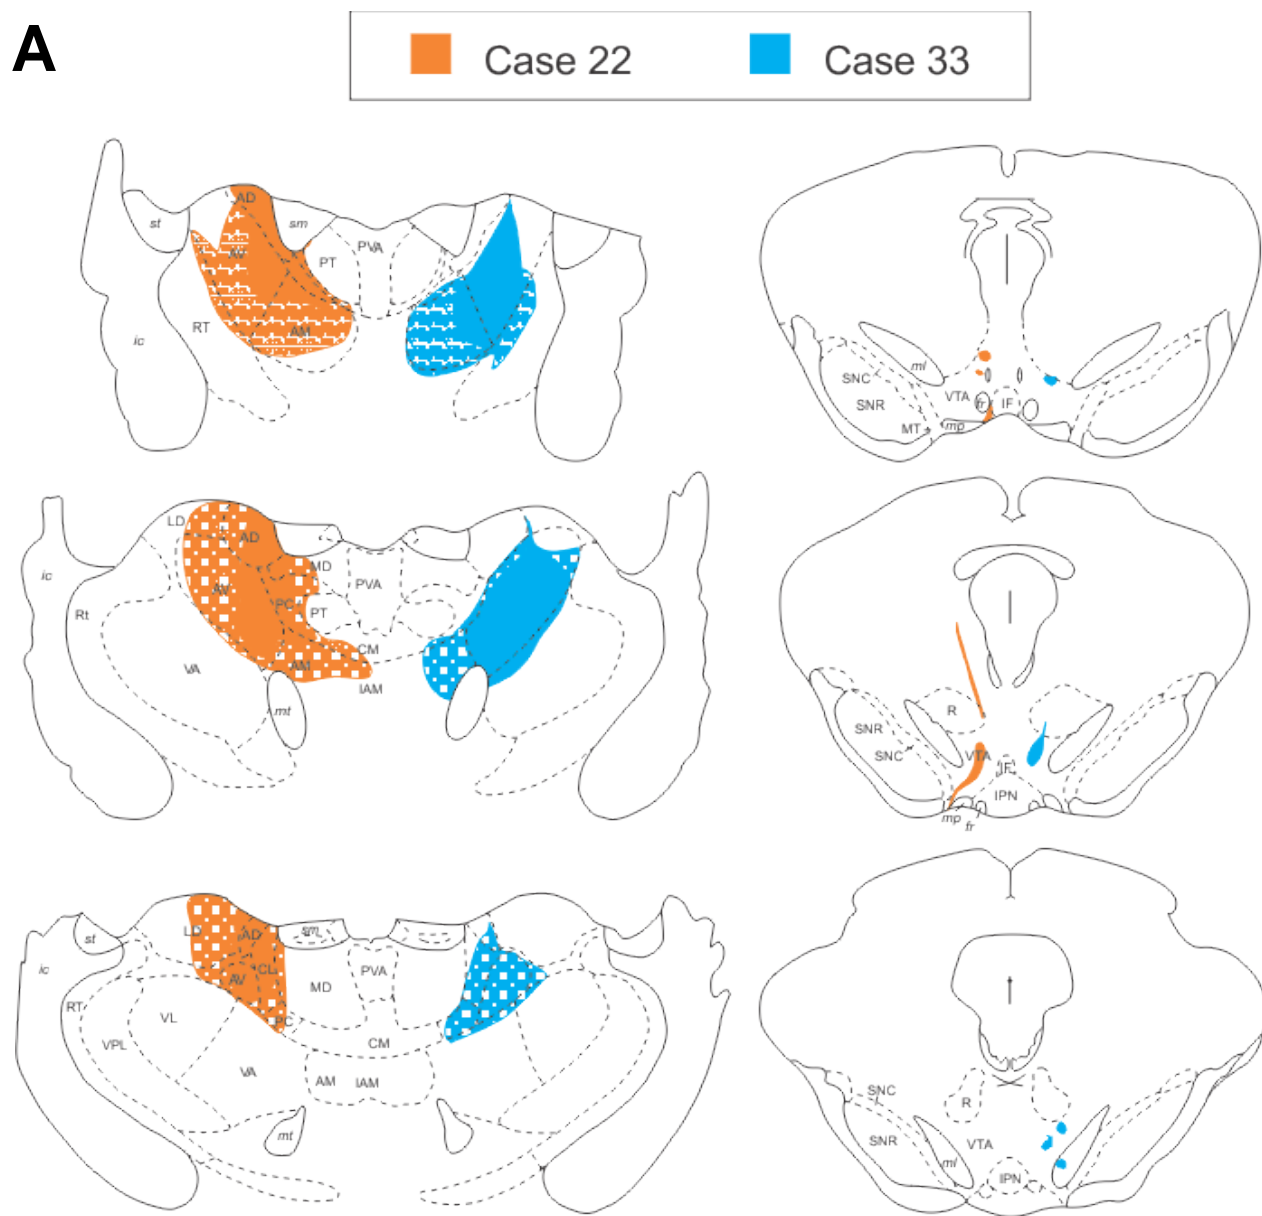 A
Case 22 Case 33
AD
st sm
AV PT PVA
RT AM
ic
ml
SNC
SNR VTA fr IF
MT mp
LD
AD
MD
ic PVA
AV PC PT
Rt
CM
VA AM
IAM
mt
R
SNR
SNC VTA
IF
IPN
mp
fr
st LD AD sm
ic AV CL PVA
MD
RT
VL PC
VPL CM
VA AM IAM
mt
SNC
R
SNR VTA
ml
IPN